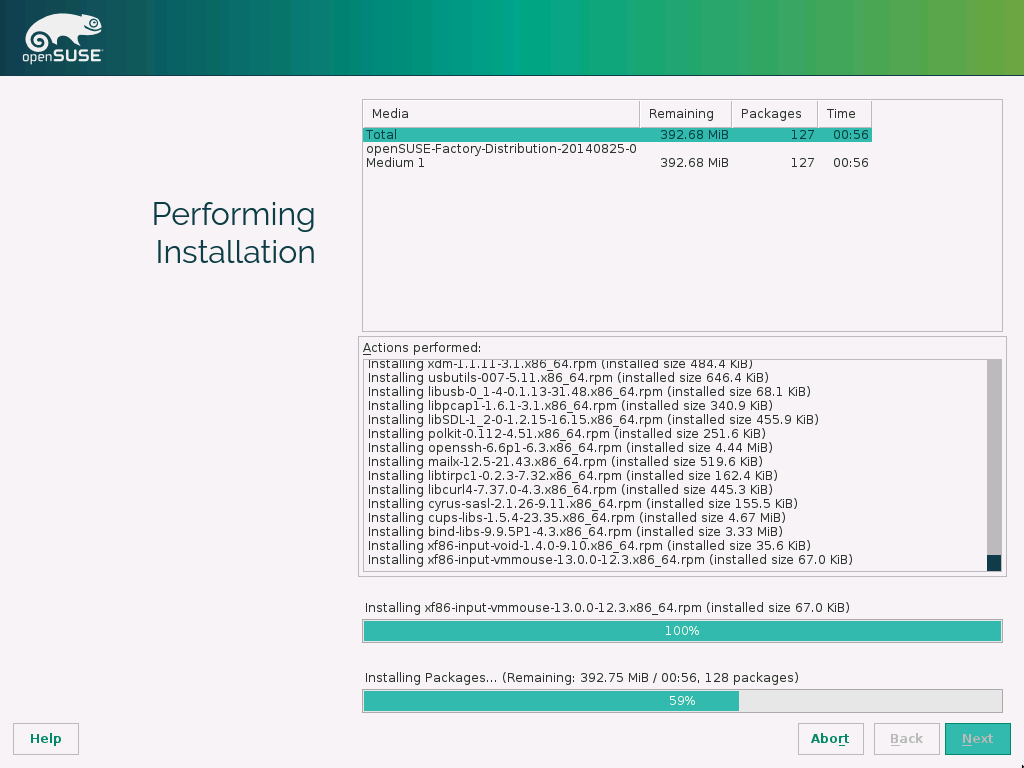 openSUSE
Performing
Installation
Media Remaining Packages Time
Total 392.68 MiB 127 00:56
openSUSE-Factory-Distribution-20140825-0
Medium 1 392.68 MiB 127 00:56
Actions performed:
Installing xdm-1.1.11-3.1.x86_64.rpm (installed size 484.4 KiB)
Installing usbutils-007-5.11.x86_64.rpm (installed size 646.4 KiB)
Installing libusb-0_1-4-0.1.13-31.48.x86_64.rpm (installed size 68.1 KiB)
Installing libpcap1-1.6.1-3.1.x86_64.rpm (installed size 340.9 KiB)
Installing libSDL-1_2-0-1.2.15-16.15.x86_64.rpm (installed size 455.9 KiB)
Installing polkit-0.112-4.51.x86_64.rpm (installed size 251.6 KiB)
Installing openssh-6.6p1-6.3.x86_64.rpm (installed size 4.44 MiB)
Installing mailx-12.5-21.43.x86_64.rpm (installed size 519.6 KiB)
Installing libtirpc1-0.2.3-7.32.x86_64.rpm (installed size 162.4 KiB)
Installing libcurl4-7.37.0-4.3.x86_64.rpm (installed size 445.3 KiB)
Installing cyrus-sasl-2.1.26-9.11.x86_64.rpm (installed size 155.5 KiB)
Installing cups-libs-1.5.4-23.35.x86_64.rpm (installed size 4.67 MiB)
Installing bind-libs-9.9.5P1-4.3.x86_64.rpm (installed size 3.33 MiB)
Installing xf86-input-void-1.4.0-9.10.x86_64.rpm (installed size 35.6 KiB)
Installing xf86-input-vmmouse-13.0.0-12.3.x86_64.rpm (installed size 67.0 KiB)
Installing xf86-input-vmmouse-13.0.0-12.3.x86_64.rpm (installed size 67.0 KiB)
100%
Installing Packages... (Remaining: 392.75 MiB / 00:56, 128 packages)
59%
Help Abort Back Next